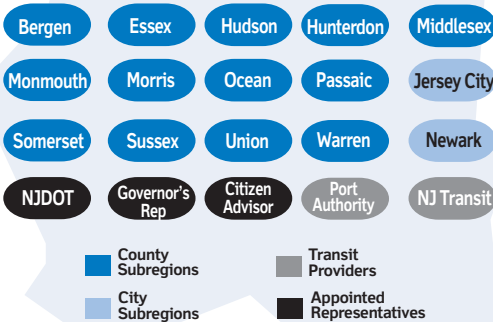 Bergen Essex Hudson Hunterdon Middlesex
Monmouth Morris Ocean Passaic Jersey City
Somerset Sussex Union Warren Newark
NJDOT Governor's Rep Citizen Advisor Port Authority NJ Transit
County Subregions
Transit Providers
City Subregions
Appointed Representatives